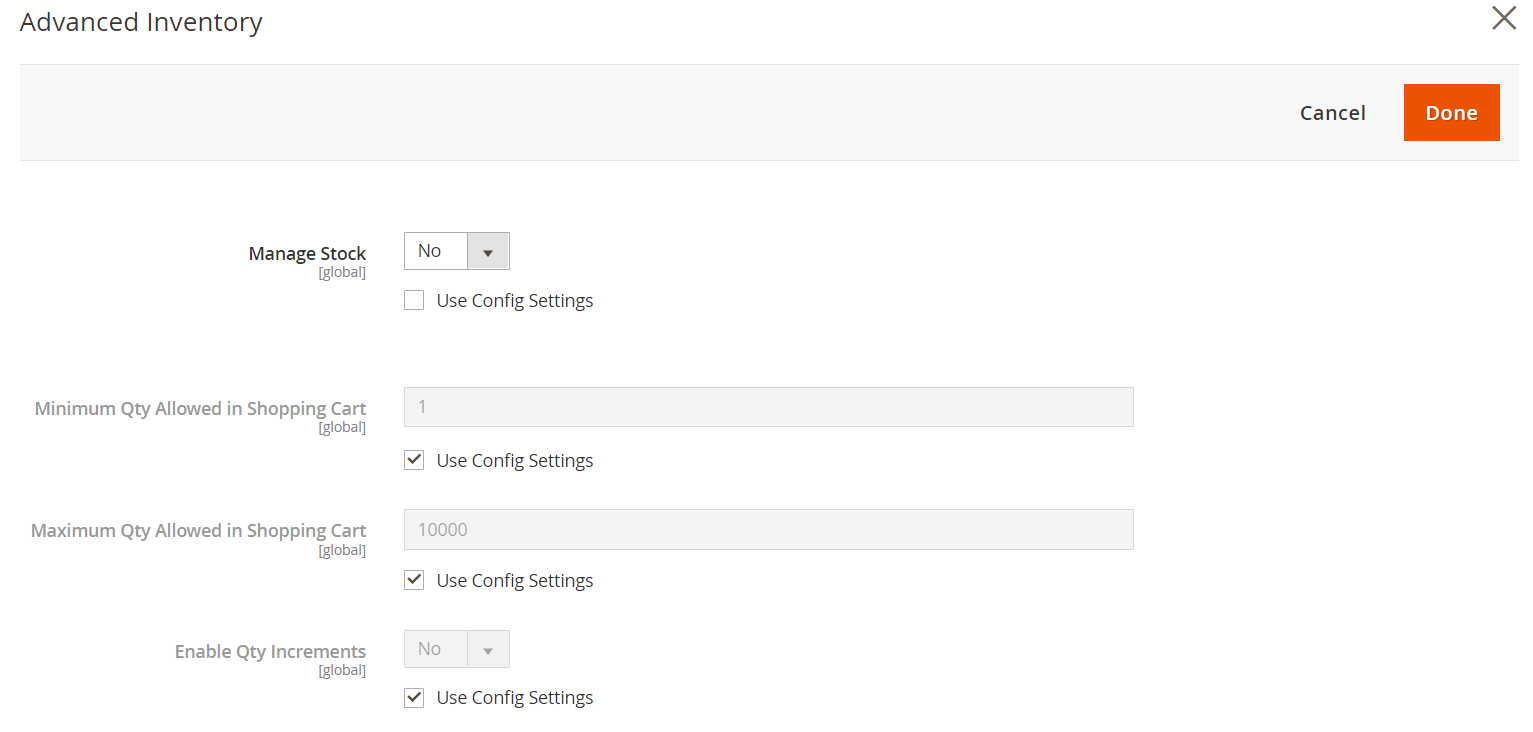 Advanced Inventory
Cancel
Done
Manage Stock
No
[global]
Use Config Settings
Minimum Qty Allowed in Shopping Cart
1
[global]
Use Config Settings
Maximum Qty Allowed in Shopping Cart
10000
[global]
Use Config Settings
Enable Qty Increments
No
[global]
Use Config Settings